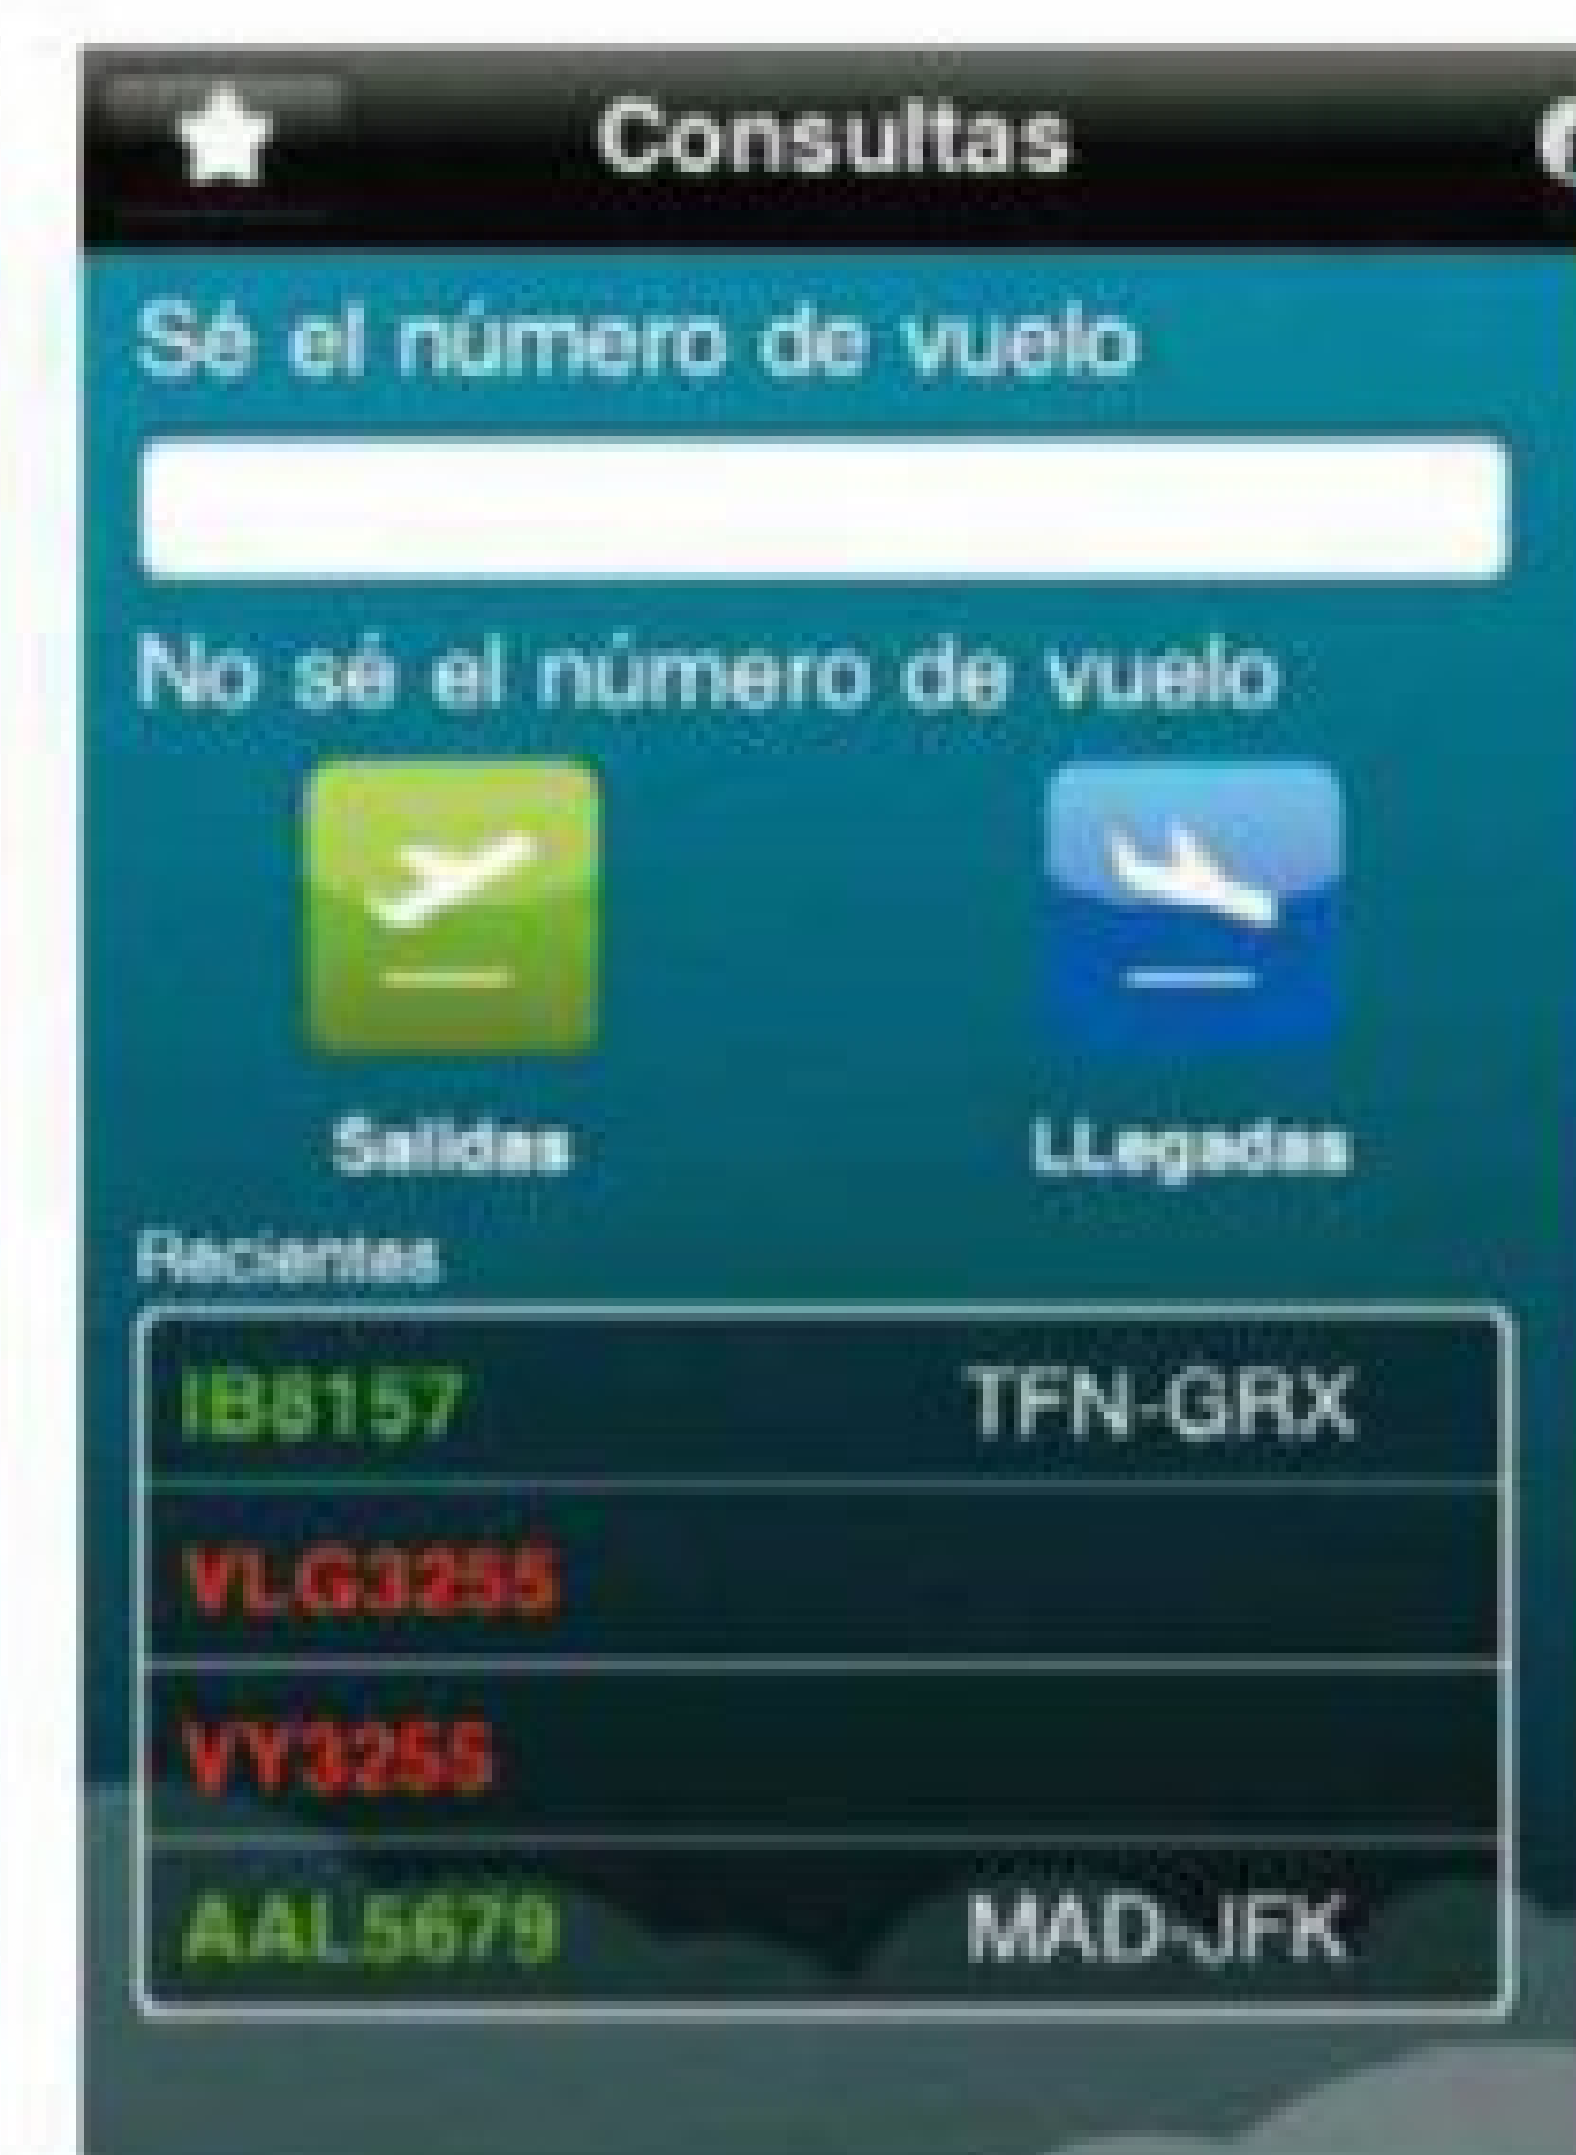 Consultas
Sé el número de vuelo
No sé el número de vuelo
Salidas LLegadas
Recientes
IB8157 TFN-GRX
VLG3255
VY3255
AAL5679 MAD-JFK